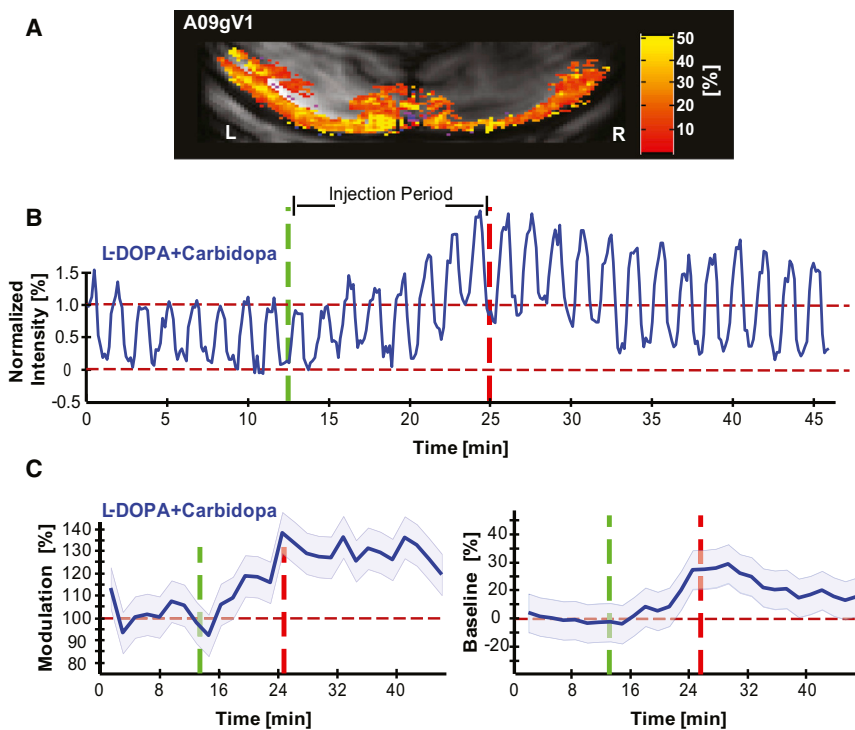 A
A09gV1
L
R
50
40
30
20
10
[%]
B
Injection Period
L-DOPA+Carbidopa
Normalized
Intensity [%]
1.5
1.0
0.5
0
-0.5
0 5 10 15 20 25 30 35 40 45
Time [min]
C
L-DOPA+Carbidopa
Modulation [%]
140
130
120
110
100
90
80
0 8 16 24 32 40
Time [min]
Baseline [%]
40
20
0
-20
0 8 16 24 32 40
Time [min]